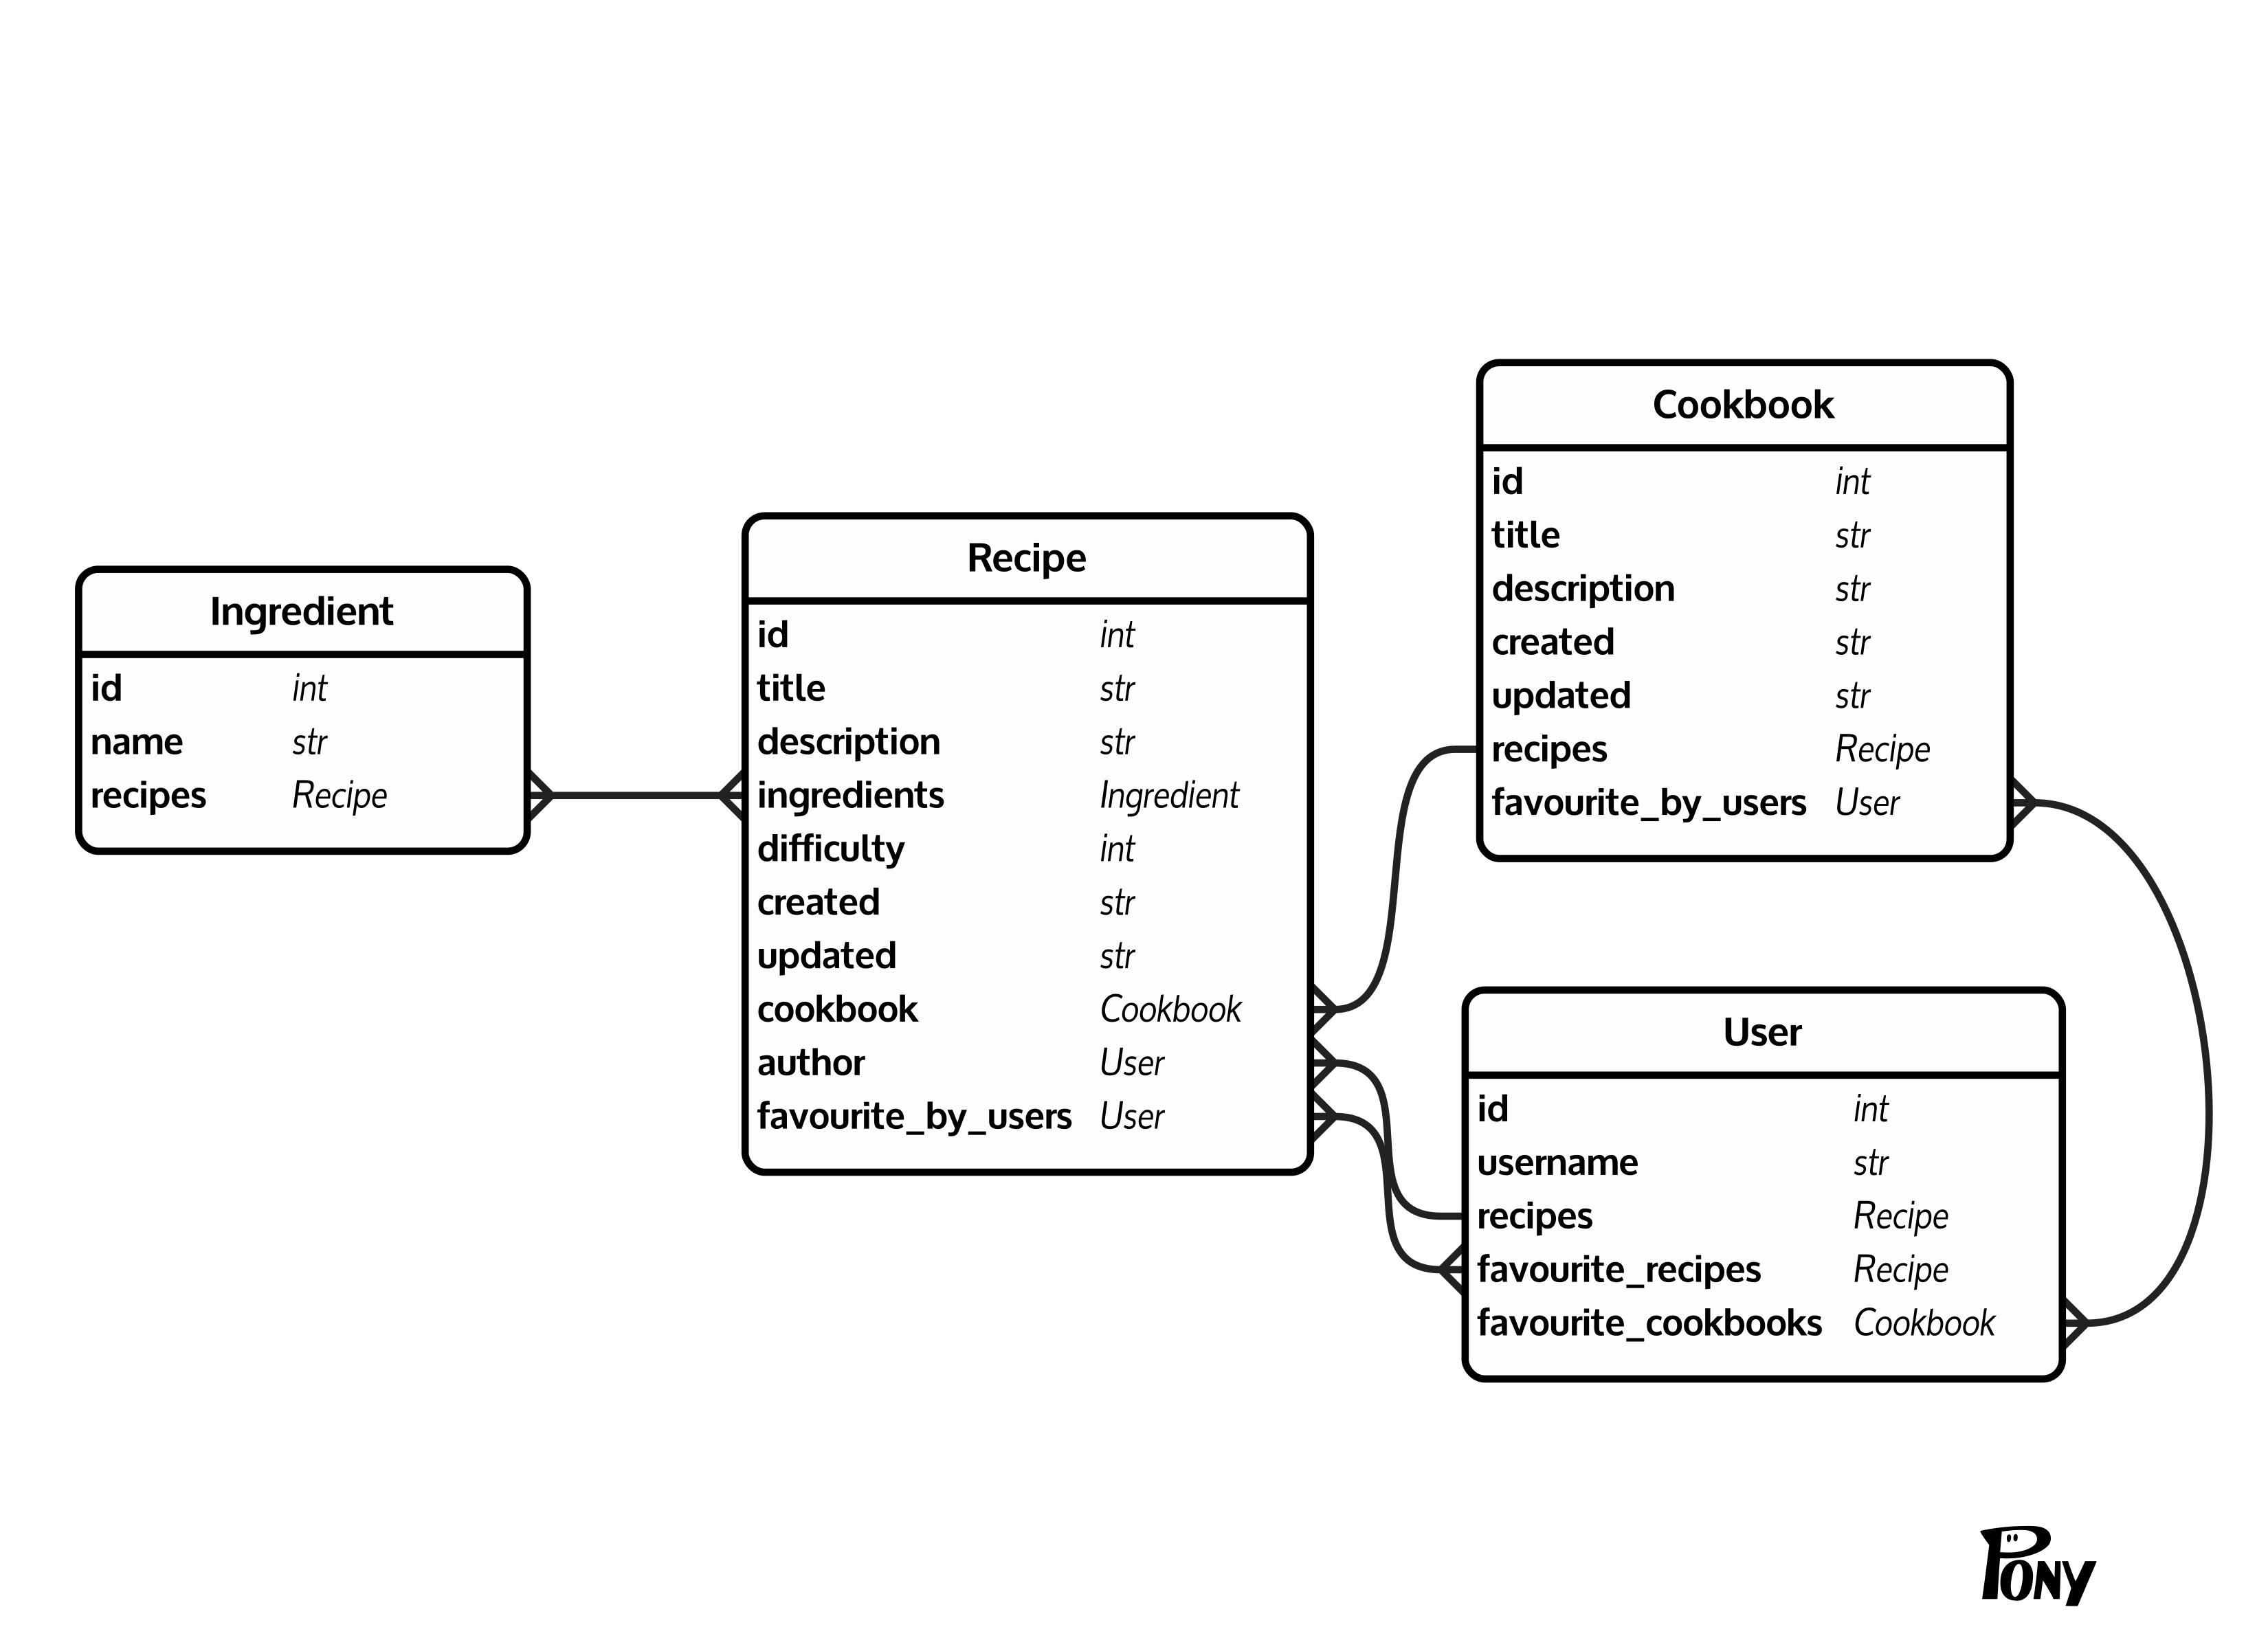 Ingredient
id int
name str
recipes Recipe
Recipe
id int
title str
description str
ingredients Ingredient
difficulty int
created str
updated str
cookbook Cookbook
author User
favourite_by_users User
Cookbook
id int
title str
description str
created str
updated str
recipes Recipe
favourite_by_users User
User
id int
username str
recipes Recipe
favourite_recipes Recipe
favourite_cookbooks Cookbook
PONY